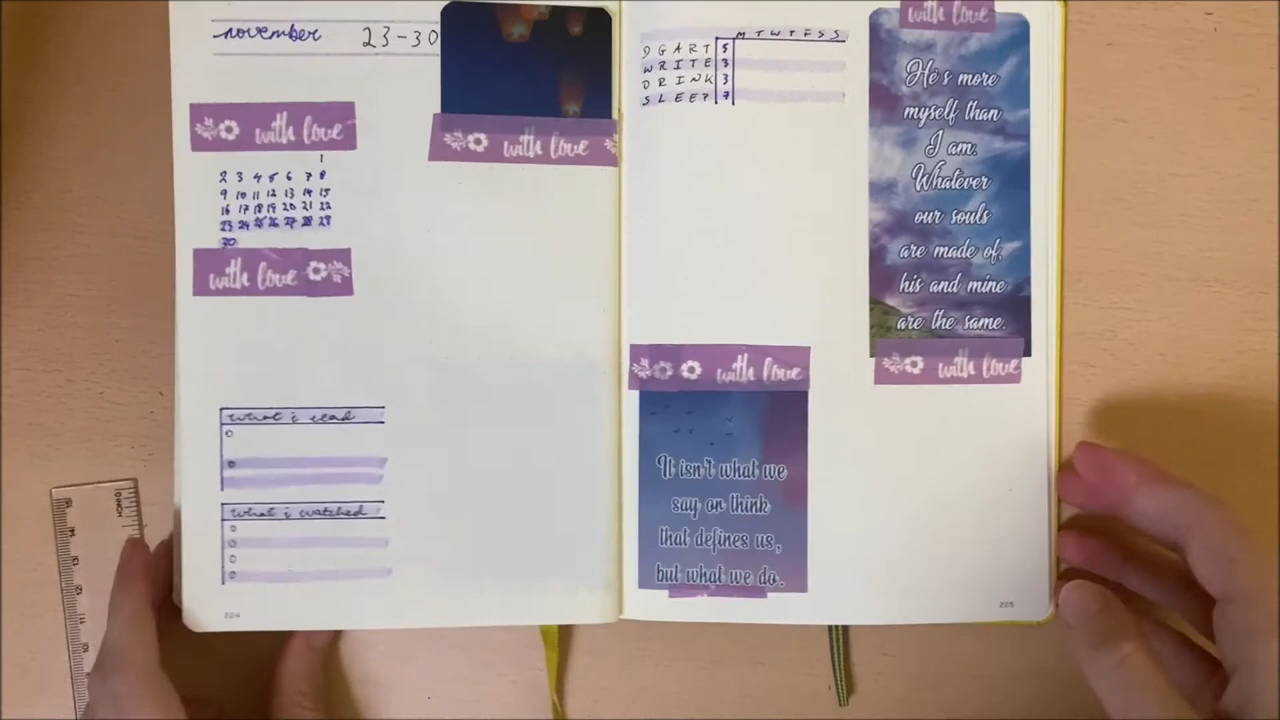 november 23-30
with love
with love
1
2 3 4 5 6 7 8
9 10 11 12 13 14 15
16 17 18 19 20 21 22
23 24 25 26 27 28 29
30
with love
what i read
what i watched
224
M T W T F S S
DGART 5
WRITE 3
DRINK 3
SLEEP 7
with love
He's more
myself than
I am.
Whatever
our souls
are made of,
his and mine
are the same.
with love
with love
It isn't what we
say or think
that defines us,
but what we do.
225